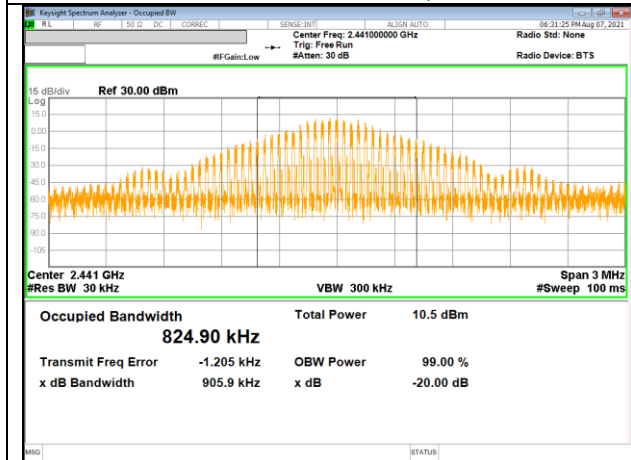 Keysight Spectrum Analyzer - Occupied BW
RL RF 50 Ω DC CORREC SENSE:INT ALIGN AUTO 06:31:25 PM Aug 07, 2021
Center Freq: 2.441000000 GHz Radio Std: None
Trig: Free Run
#IFGain:Low #Atten: 30 dB Radio Device: BTS
15 dB/div Ref 30.00 dBm
Log
15.0
0.00
-15.0
-30.0
-45.0
-60.0
-75.0
-90.0
-105
Center 2.441 GHz Span 3 MHz
#Res BW 30 kHz VBW 300 kHz #Sweep 100 ms
Occupied Bandwidth Total Power 10.5 dBm
824.90 kHz
Transmit Freq Error -1.205 kHz OBW Power 99.00 %
x dB Bandwidth 905.9 kHz x dB -20.00 dB
MSG STATUS